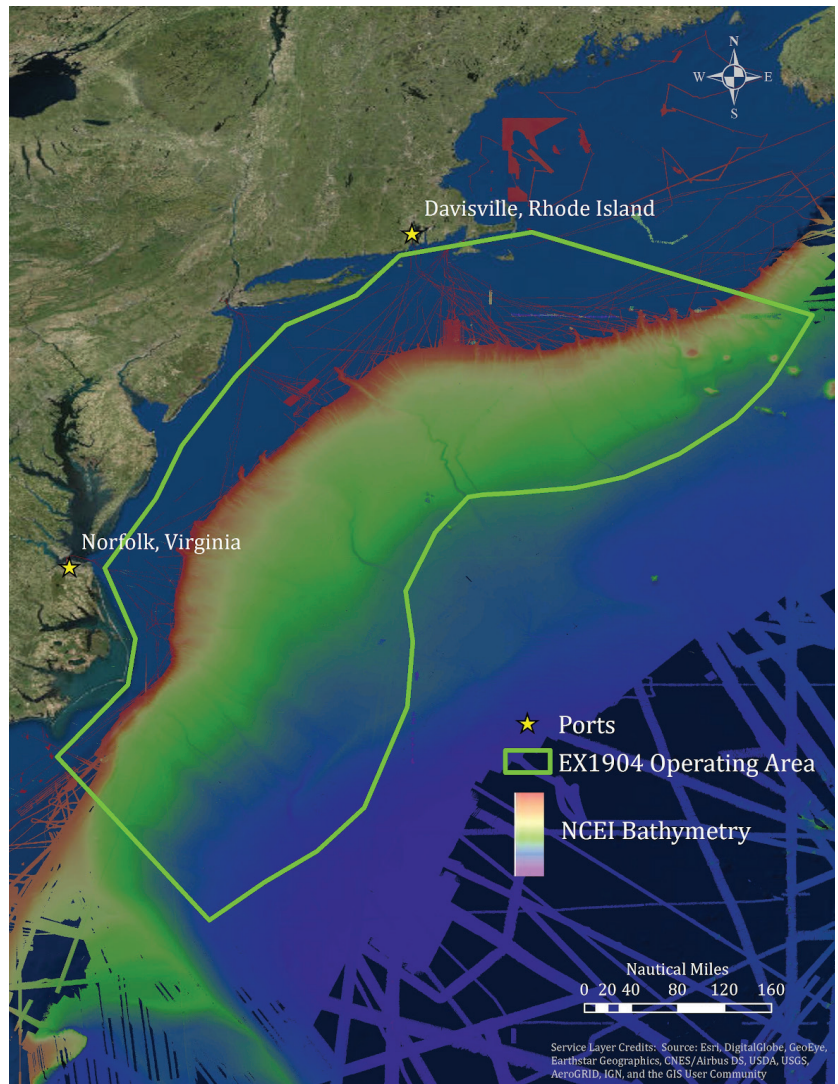 N
W E
S
Davisville, Rhode Island
Norfolk, Virginia
Ports
EX1904 Operating Area
NCEI Bathymetry
Nautical Miles
0 20 40 80 120 160
Service Layer Credits: Source: Esri, DigitalGlobe, GeoEye,
Earthstar Geographics, CNES/Airbus DS, USDA, USGS,
AeroGRID, IGN, and the GIS User Community